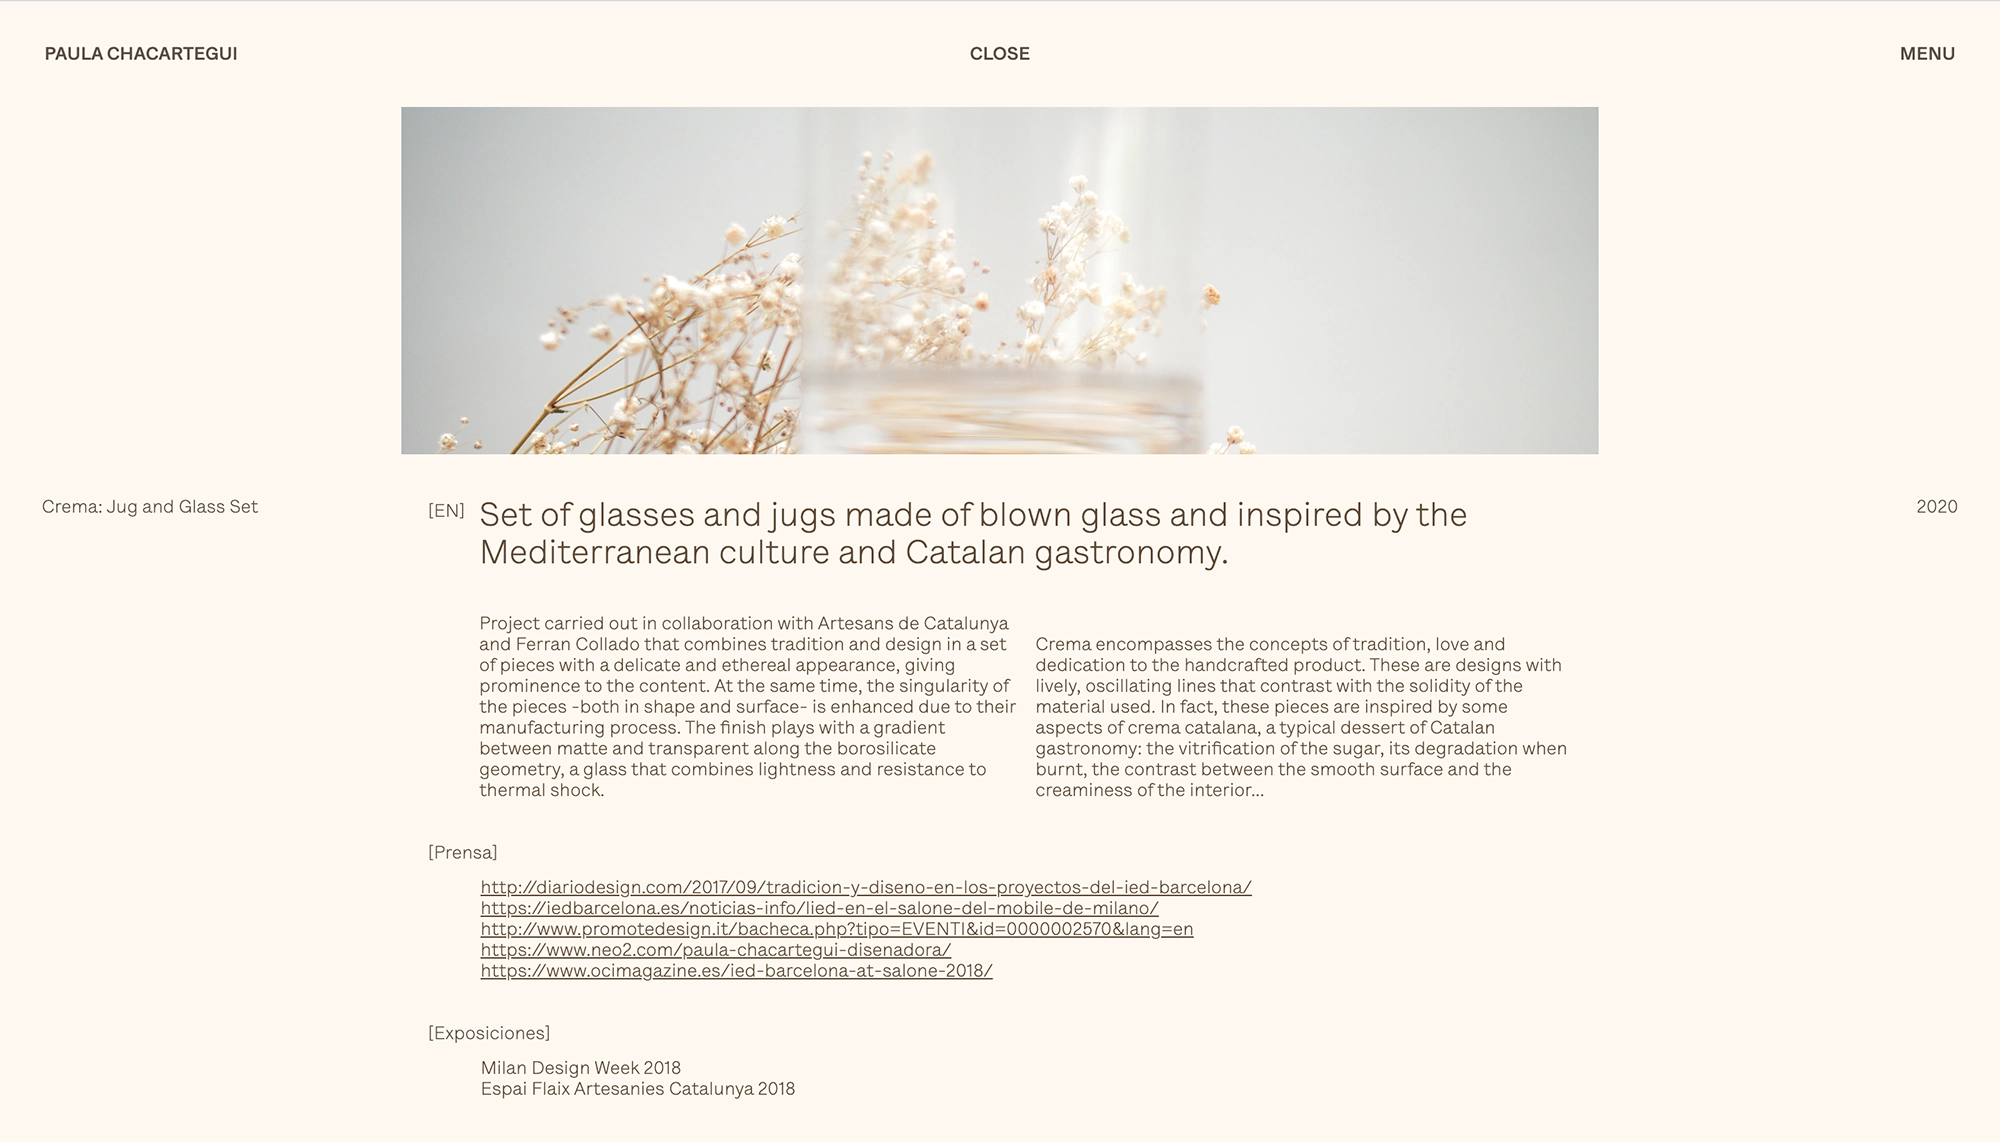 PAULA CHACARTEGUI
CLOSE
MENU
Crema: Jug and Glass Set
[EN]
Set of glasses and jugs made of blown glass and inspired by the
Mediterranean culture and Catalan gastronomy.
2020
Project carried out in collaboration with Artesans de Catalunya
and Ferran Collado that combines tradition and design in a set
of pieces with a delicate and ethereal appearance, giving
prominence to the content. At the same time, the singularity of
the pieces -both in shape and surface- is enhanced due to their
manufacturing process. The finish plays with a gradient
between matte and transparent along the borosilicate
geometry, a glass that combines lightness and resistance to
thermal shock.
Crema encompasses the concepts of tradition, love and
dedication to the handcrafted product. These are designs with
lively, oscillating lines that contrast with the solidity of the
material used. In fact, these pieces are inspired by some
aspects of crema catalana, a typical dessert of Catalan
gastronomy: the vitrification of the sugar, its degradation when
burnt, the contrast between the smooth surface and the
creaminess of the interior...
[Prensa]
http://diariodesign.com/2017/09/tradicion-y-diseno-en-los-proyectos-del-ied-barcelona/
https://iedbarcelona.es/noticias-info/lied-en-el-salone-del-mobile-de-milano/
http://www.promotedesign.it/bacheca.php?tipo=EVENTI&id=0000002570&lang=en
https://www.neo2.com/paula-chacartegui-disenadora/
https://www.ocimagazine.es/ied-barcelona-at-salone-2018/
[Exposiciones]
Milan Design Week 2018
Espai Flaix Artesanies Catalunya 2018